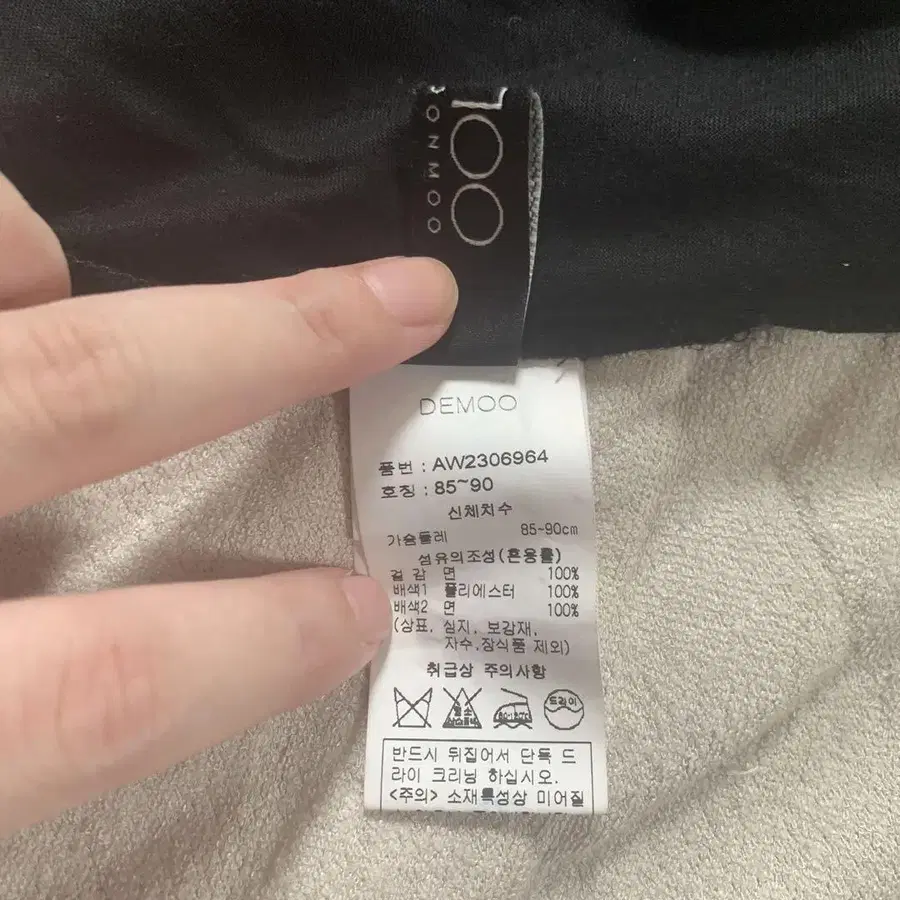 ONMOO
DEMOO
품번 : AW2306964
호칭 : 85~90
신체치수
가슴둘레 85-90cm
섬유의조성(혼용률)
겉감 면 100%
배색1 폴리에스터 100%
배색2 면 100%
(상표, 심지, 보강재,
자수,장식품 제외)
취급상 주의사항
드라이
반드시 뒤집어서 단독 드
라이 크리닝 하십시오.
<주의> 소재특성상 미어질